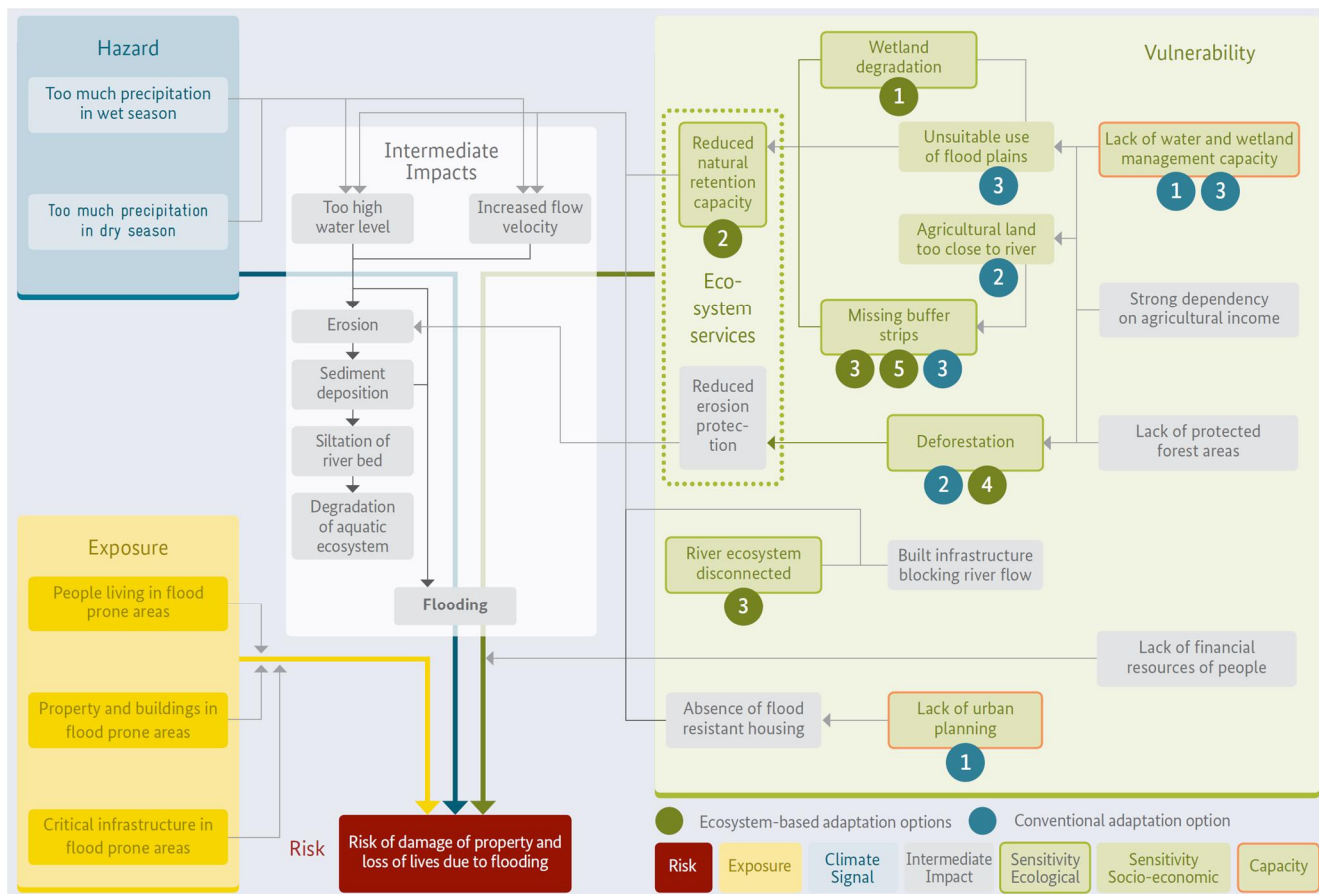 Hazard
Too much precipitation
in wet season
Too much precipitation
in dry season
Intermediate
Impacts
Too high
water level
Increased flow
velocity
Erosion
Sediment
deposition
Siltation of
river bed
Degradation
of aquatic
ecosystem
Flooding
Exposure
People living in flood
prone areas
Property and buildings in
flood prone areas
Critical infrastructure in
flood prone areas
Risk
Risk of damage of property and
loss of lives due to flooding
Vulnerability
Wetland
degradation
1
Reduced
natural
retention
capacity
2
Eco-
system
services
Reduced
erosion
protec-
tion
Unsuitable use
of flood plains
3
Lack of water and wetland
management capacity
1 3
Agricultural land
too close to river
2
Strong dependency
on agricultural income
Missing buffer
strips
3 5 3
Deforestation
2 4
Lack of protected
forest areas
River ecosystem
disconnected
3
Built infrastructure
blocking river flow
Lack of financial
resources of people
Absence of flood
resistant housing
Lack of urban
planning
1
Ecosystem-based adaptation options
Conventional adaptation option
Risk
Exposure
Climate
Signal
Intermediate
Impact
Sensitivity
Ecological
Sensitivity
Socio-economic
Capacity